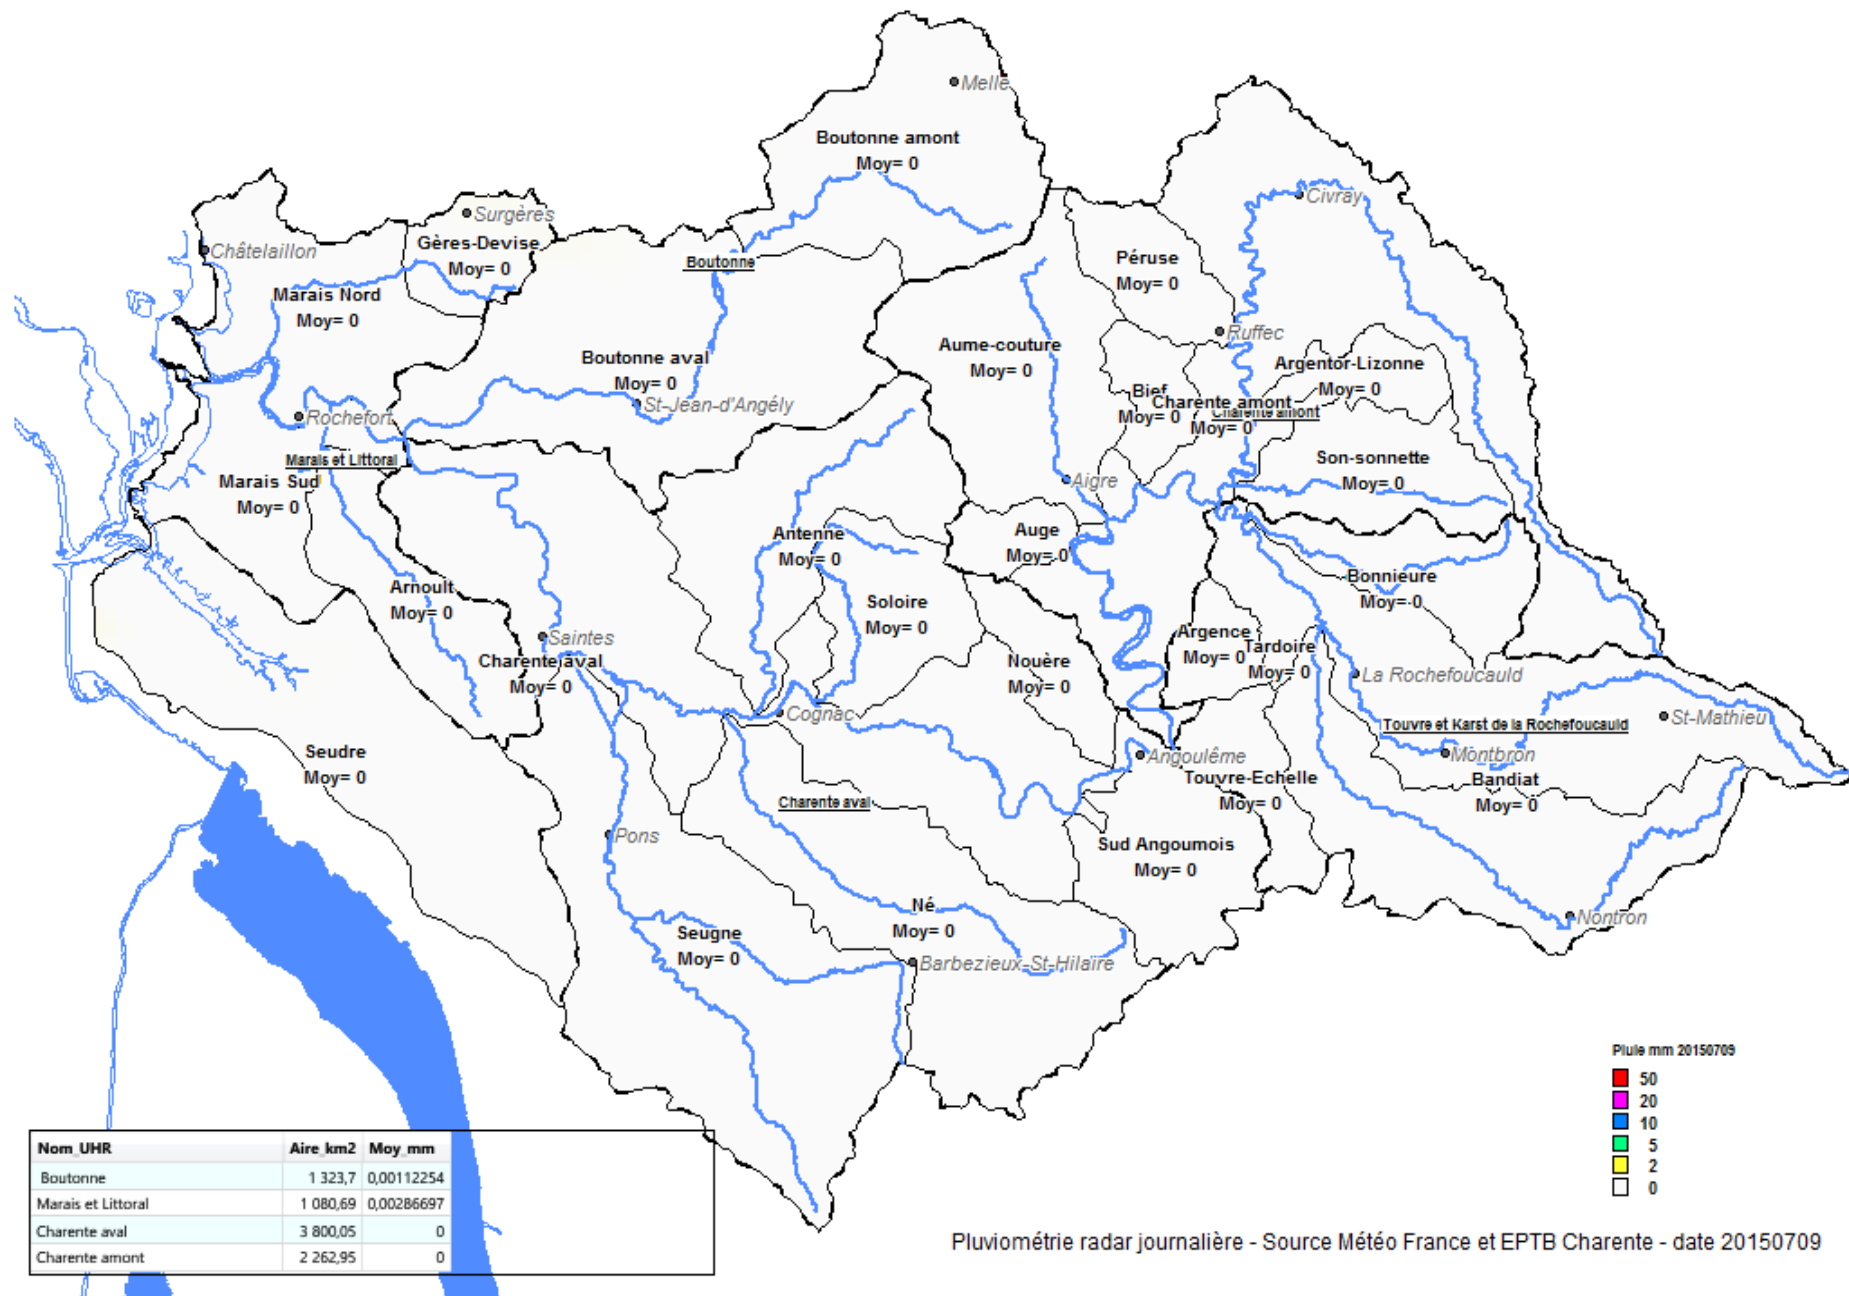 Melle
Boutonne amont
Moy= 0
Civray
Surgères
Châtelaillon
Gères-Devise
Moy= 0
Boutonne
Péruse
Moy= 0
Marais Nord
Moy= 0
Ruffec
Aume-couture
Moy= 0
Boutonne aval
Moy= 0
Argentor-Lizonne
Moy= 0
Bief
Moy= 0
Charente amont
Charente amont
Moy= 0
St-Jean-d'Angély
Rochefort
Marais et Littoral
Son-sonnette
Moy= 0
Marais Sud
Moy= 0
Aigre
Antenne
Moy= 0
Auge
Moy= 0
Bonnieure
Moy= 0
Arnoult
Moy= 0
Soloire
Moy= 0
Saintes
Argence
Moy= 0
Tardoire
Moy= 0
Charente aval
Moy= 0
Nouère
Moy= 0
La Rochefoucauld
Cognac
St-Mathieu
Touvre et Karst de la Rochefoucauld
Seudre
Moy= 0
Angoulême
Montbron
Touvre-Echelle
Moy= 0
Bandiat
Moy= 0
Charente aval
Pons
Sud Angoumois
Moy= 0
Né
Moy= 0
Nontron
Seugne
Moy= 0
Barbezieux-St-Hilaire
Pluie mm 20150709
50
20
10
5
2
0
Nom_UHR Aire_km2 Moy_mm
Boutonne 1 323,7 0,00112254
Marais et Littoral 1 080,69 0,00286697
Charente aval 3 800,05 0
Charente amont 2 262,95 0
Pluviométrie radar journalière - Source Météo France et EPTB Charente - date 20150709